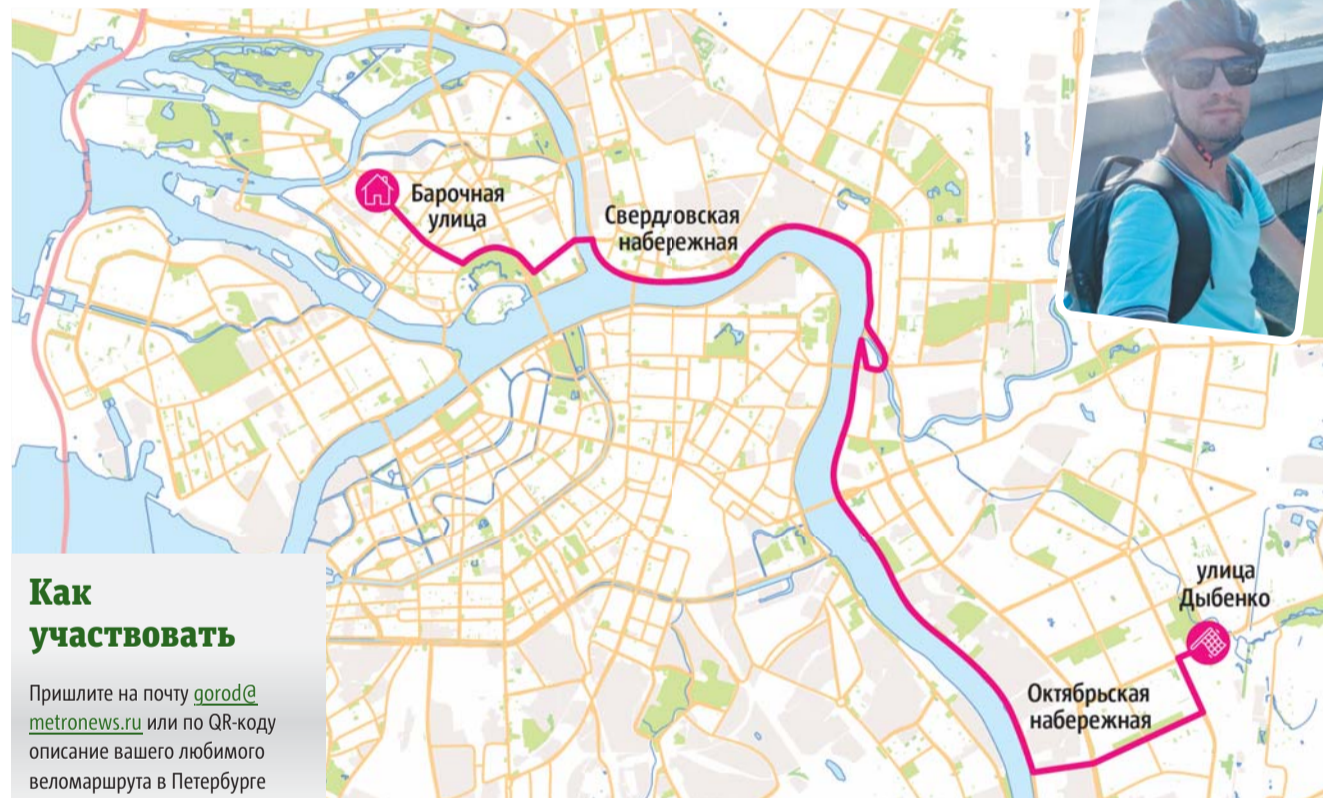 Барочная
улица
Свердловская
набережная
улица
Дыбенко
Октябрьская
набережная
Как
участвовать
Пришлите на почту gorod@
metronews.ru или по QR-коду
описание вашего любимого
веломаршрута в Петербурге